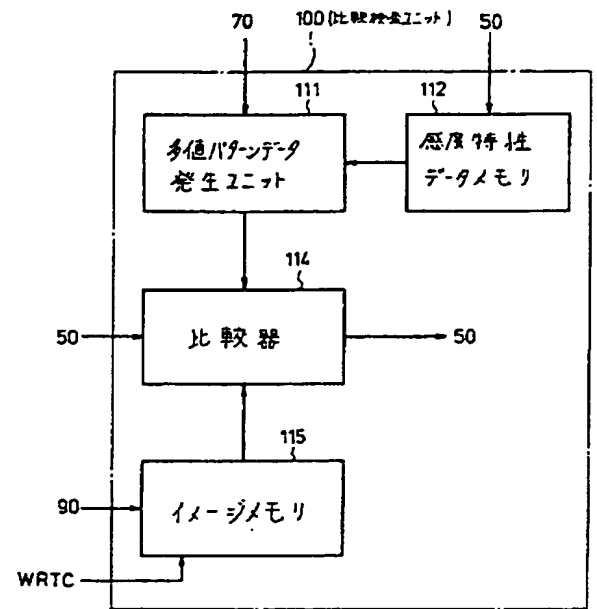 70
100(比較検査ユニット)
50
111
112
多値パターンデータ
発生ユニット
感度特性
データメモリ
114
50
比較器
50
115
90
イメージメモリ
WRTC